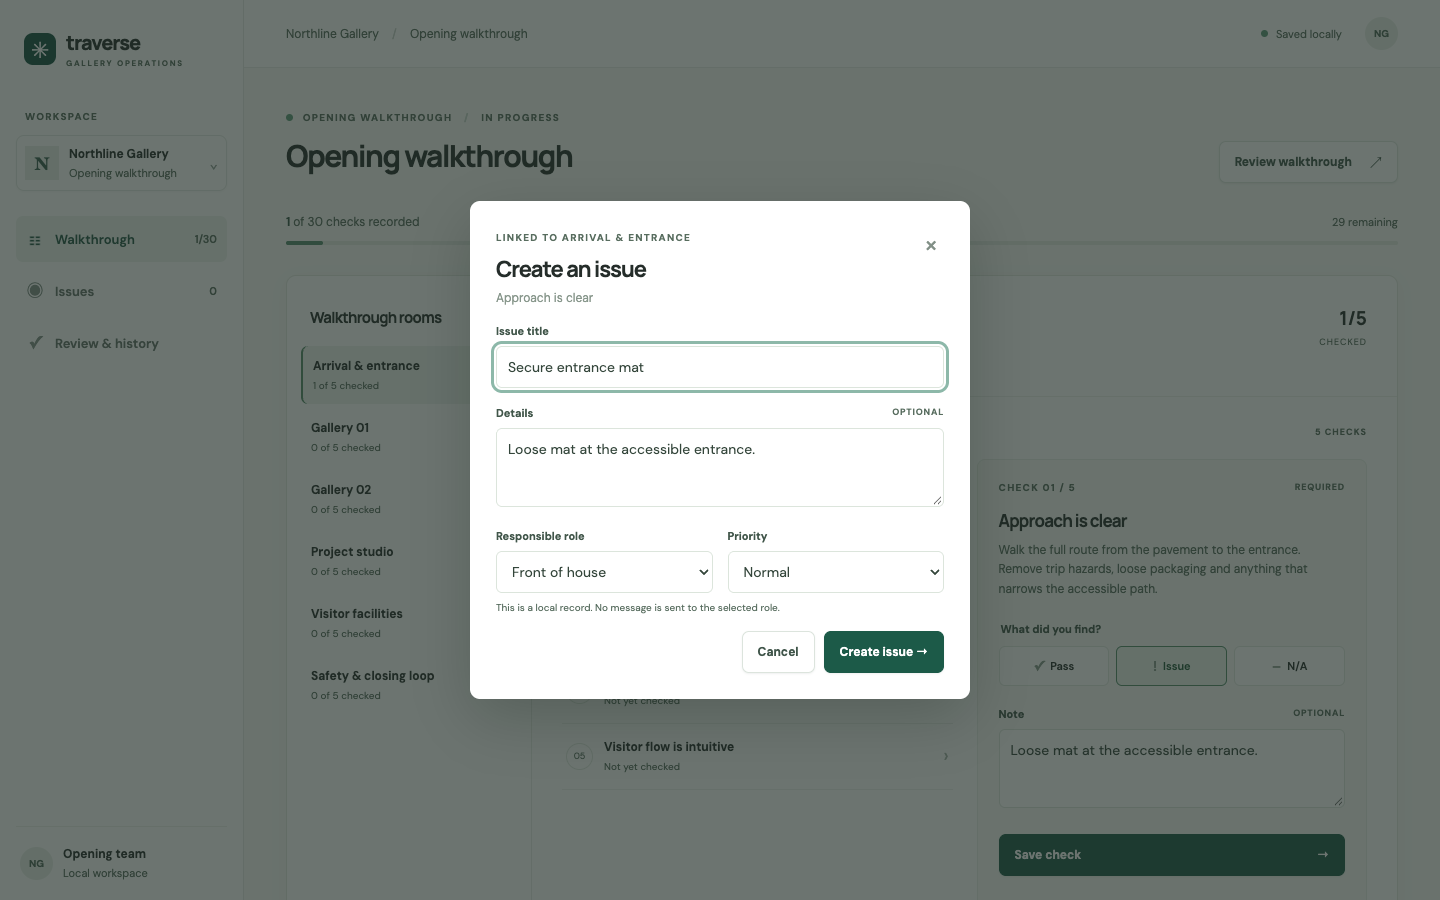 traverse
GALLERY OPERATIONS
WORKSPACE
N
Northline Gallery
Opening walkthrough
Walkthrough
1/30
Issues
0
Review & history
NG
Opening team
Local workspace
Northline Gallery / Opening walkthrough
Saved locally
NG
OPENING WALKTHROUGH / IN PROGRESS
Opening walkthrough
Review walkthrough
1 of 30 checks recorded
29 remaining
Walkthrough rooms
Arrival & entrance
1 of 5 checked
Gallery 01
0 of 5 checked
Gallery 02
0 of 5 checked
Project studio
0 of 5 checked
Visitor facilities
0 of 5 checked
Safety & closing loop
0 of 5 checked
1/5
CHECKED
5 CHECKS
Not yet checked
05
Visitor flow is intuitive
Not yet checked
CHECK 01 / 5
REQUIRED
Approach is clear
Walk the full route from the pavement to the entrance.
Remove trip hazards, loose packaging and anything that
narrows the accessible path.
What did you find?
✓ Pass
! Issue
– N/A
Note
OPTIONAL
Loose mat at the accessible entrance.
Save check →
LINKED TO ARRIVAL & ENTRANCE
×
Create an issue
Approach is clear
Issue title
Secure entrance mat
Details
OPTIONAL
Loose mat at the accessible entrance.
Responsible role
Priority
Front of house
Normal
This is a local record. No message is sent to the selected role.
Cancel
Create issue →